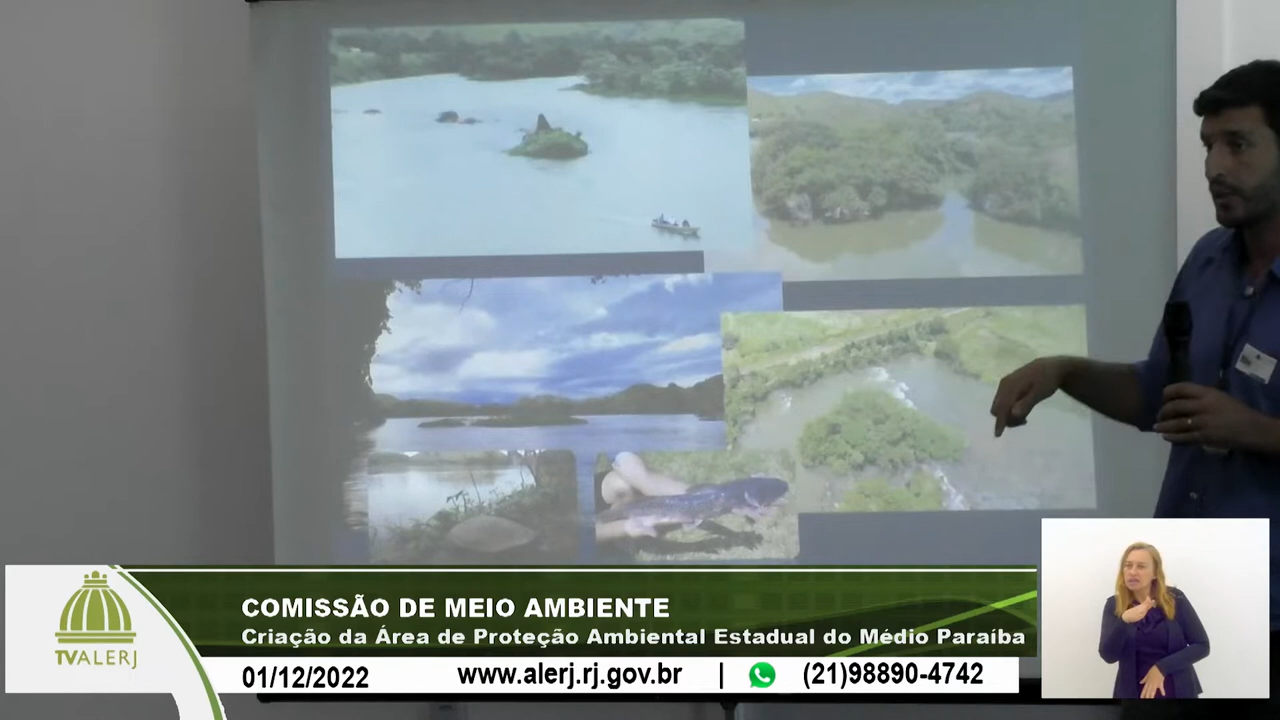 COMISSÃO DE MEIO AMBIENTE
Criação da Área de Proteção Ambiental Estadual do Médio Paraíba
TVALERJ
01/12/2022 www.alerj.rj.gov.br | (21)98890-4742